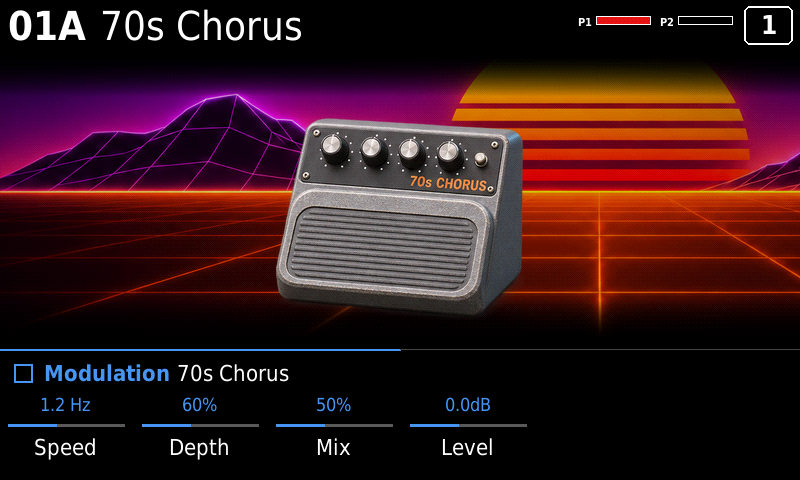 01A 70s Chorus
P1
P2
1
70s CHORUS
Modulation 70s Chorus
1.2 Hz
60%
50%
0.0dB
Speed
Depth
Mix
Level